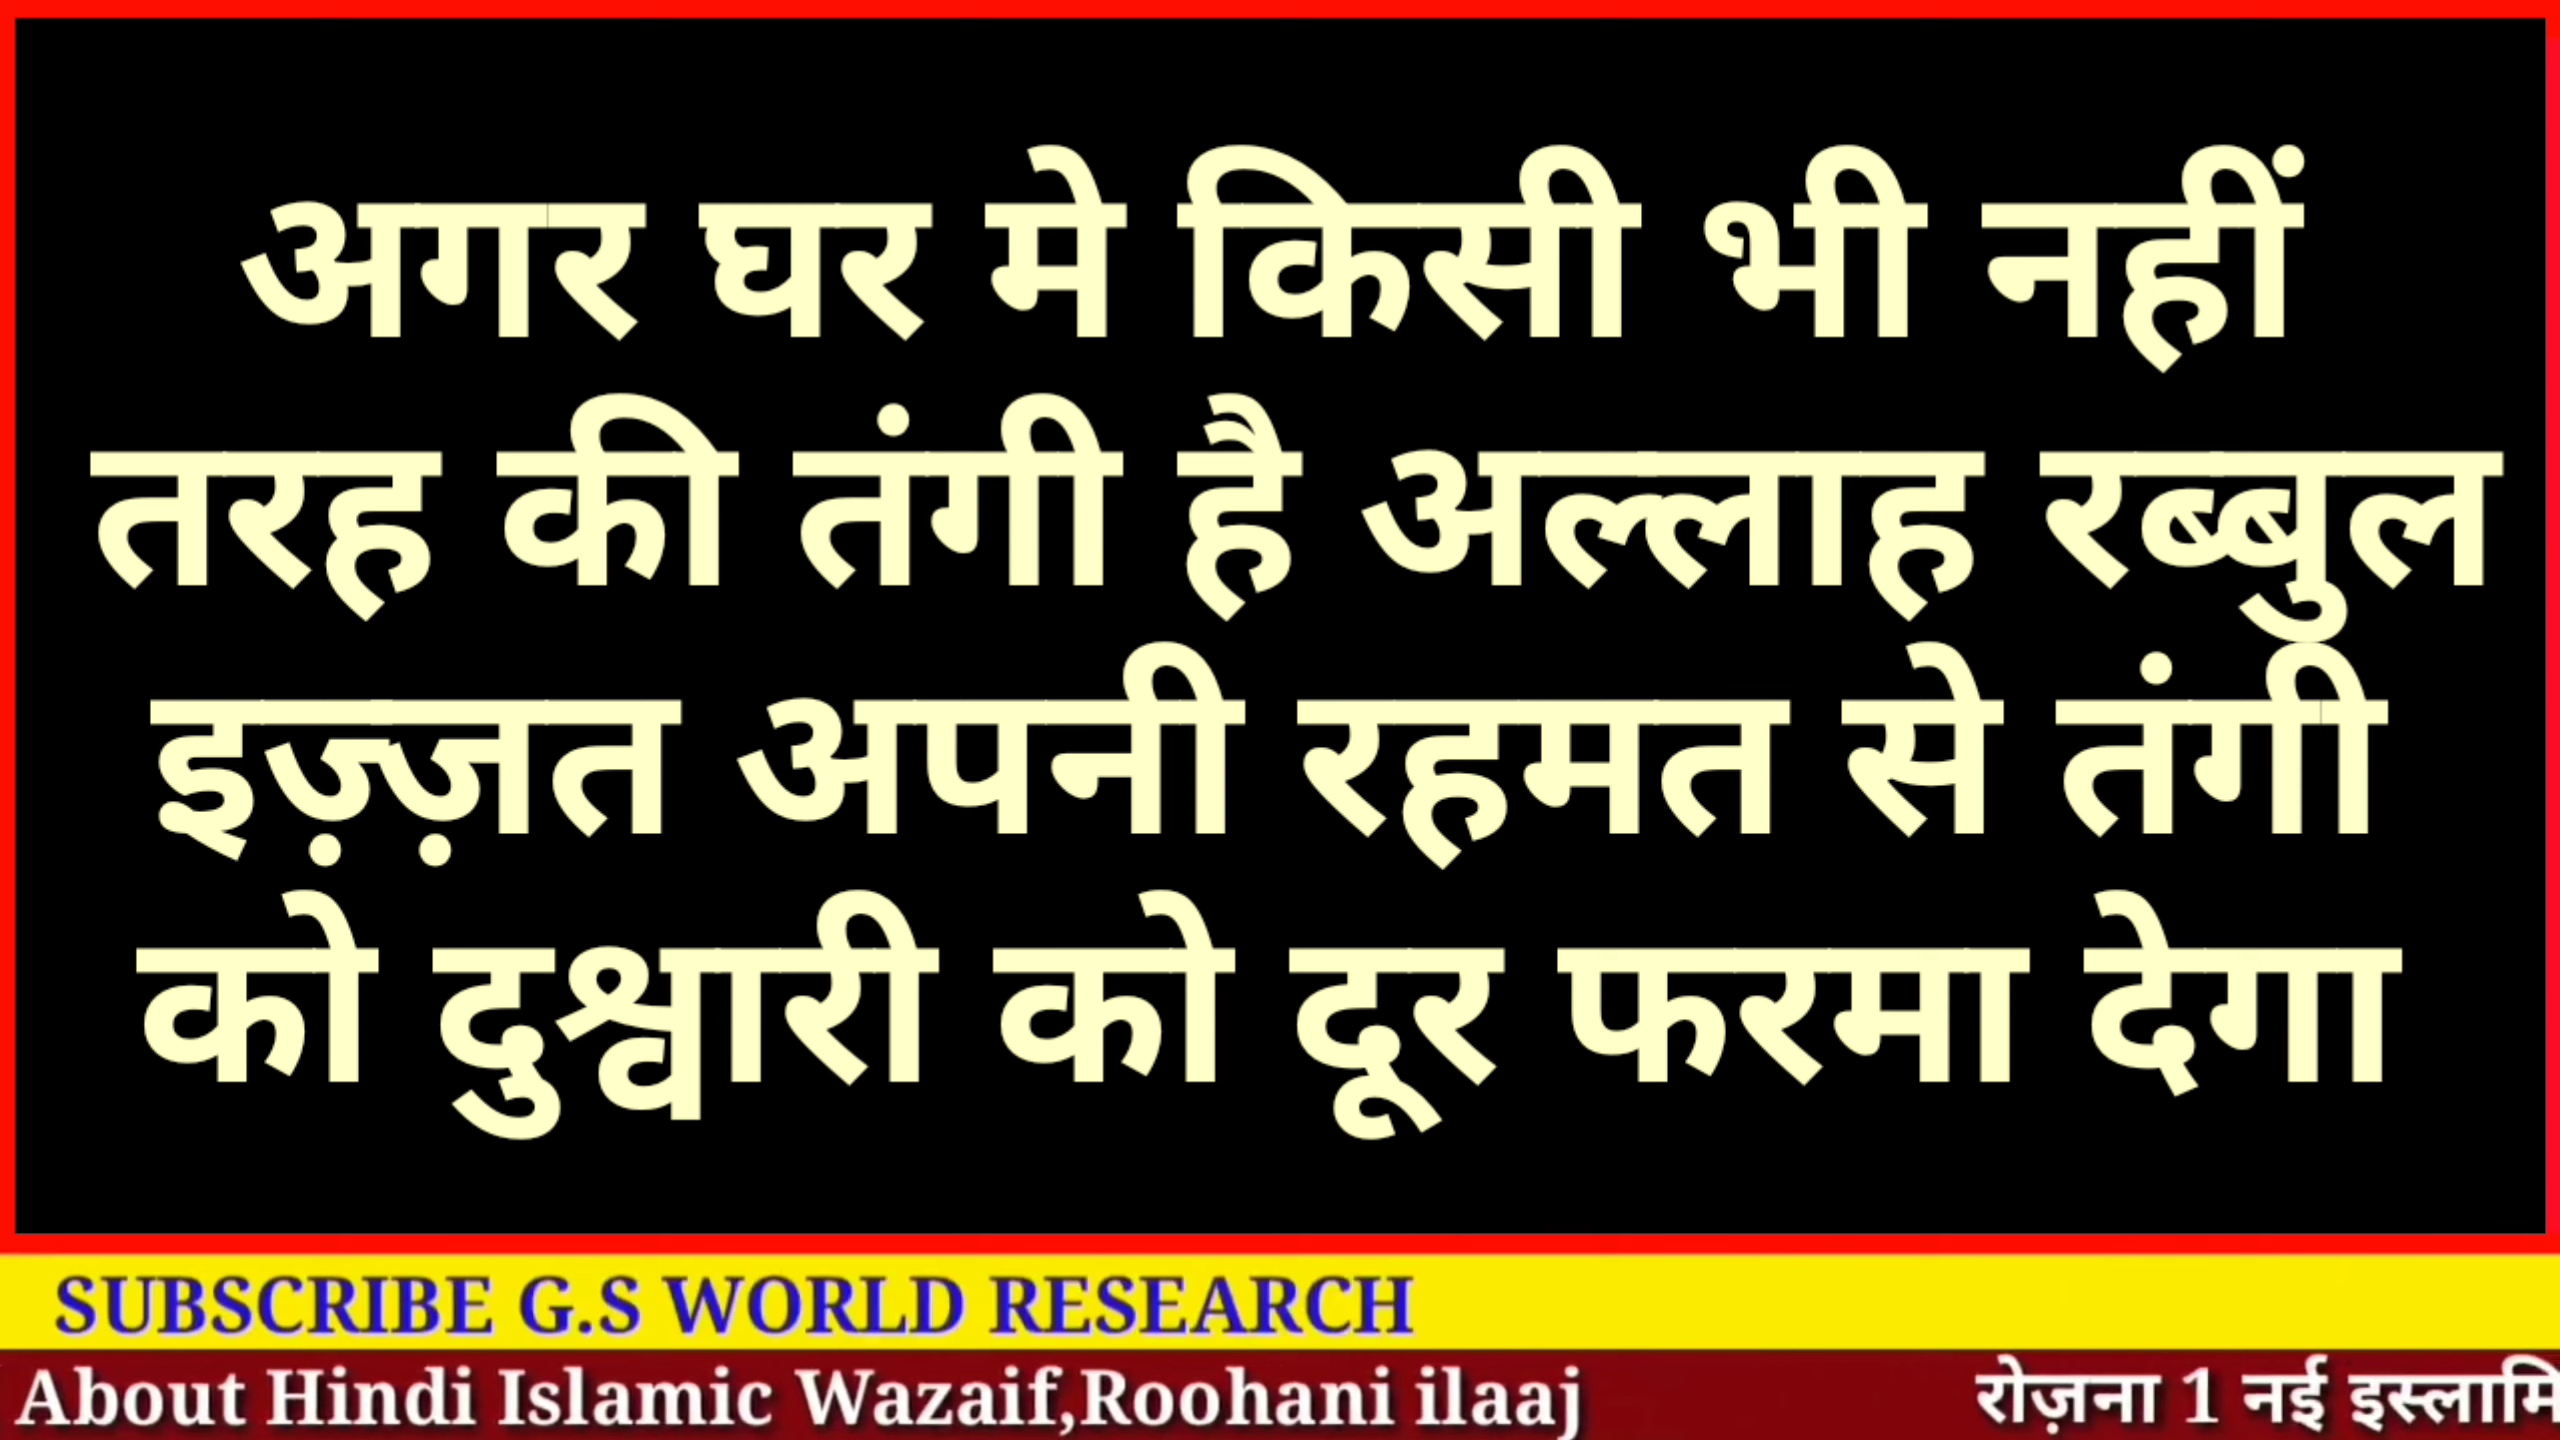 अगर घर मे किसी भी नहीं
तरह की तंगी है अल्लाह रब्बुल
इज़्ज़त अपनी रहमत से तंगी
को दुश्वारी को दूर फरमा देगा
SUBSCRIBE G.S WORLD RESEARCH
About Hindi Islamic Wazaif,Roohani ilaaj रोज़ना 1 नई